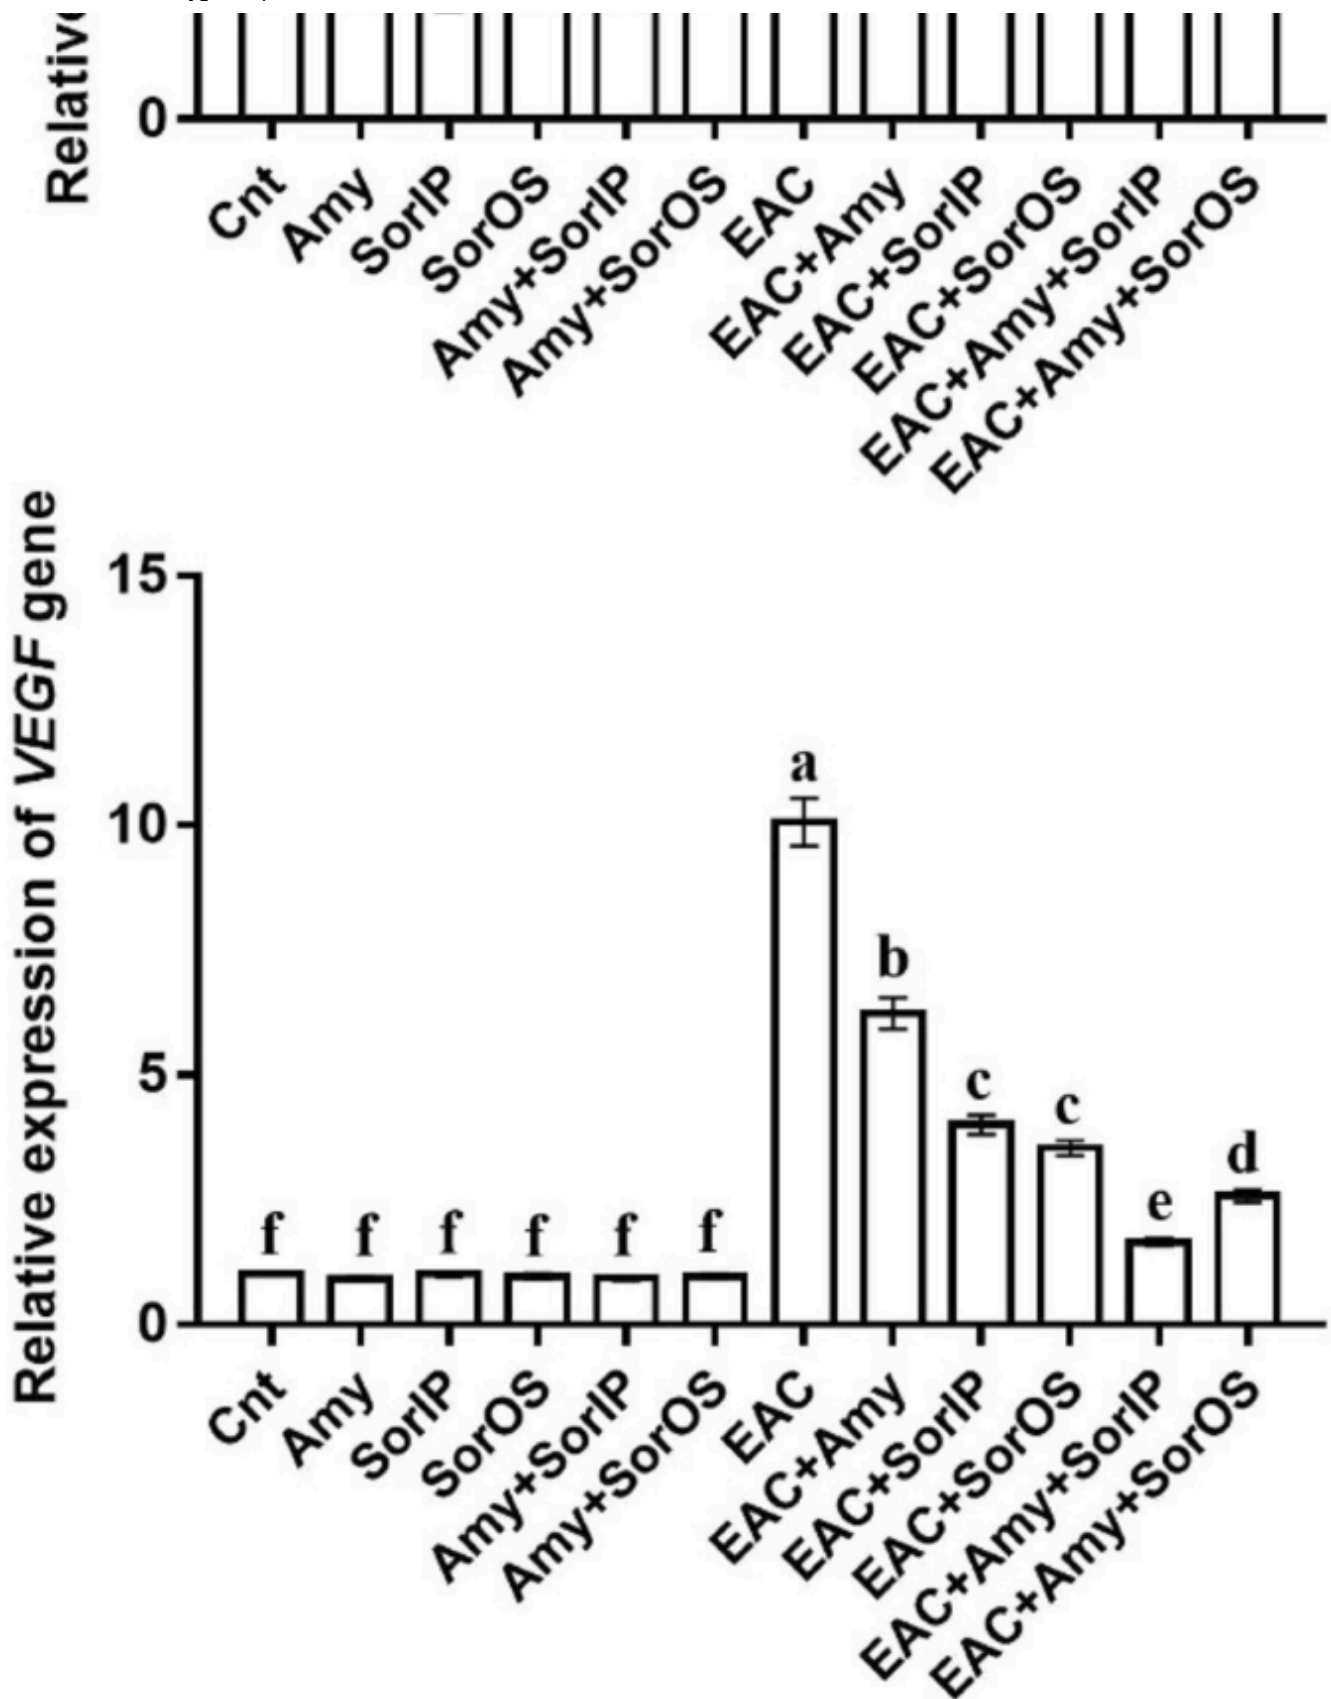 Relative
0
Cnt
Amy
SorIP
SorOS
Amy+SorIP
Amy+SorOS
EAC
EAC+Amy
EAC+SorIP
EAC+SorOS
EAC+Amy+SorIP
EAC+Amy+SorOS
Relative expression of VEGF gene
15
10
5
0
a
b
c
c
d
e
f
f
f
f
f
f
Cnt
Amy
SorIP
SorOS
Amy+SorIP
Amy+SorOS
EAC
EAC+Amy
EAC+SorIP
EAC+SorOS
EAC+Amy+SorIP
EAC+Amy+SorOS